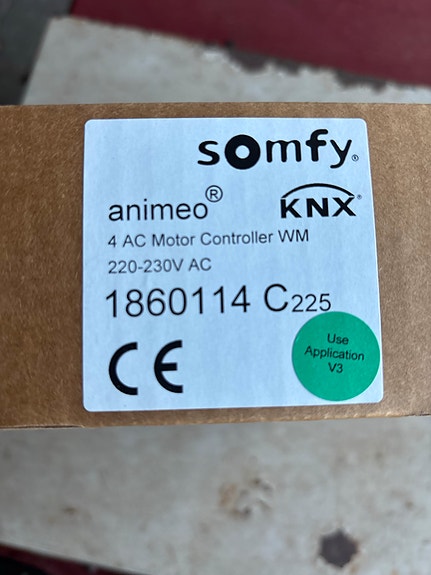 somfy®
animeo® KNX®
4 AC Motor Controller WM
220-230V AC
1860114 C225
CE
Use
Application
V3